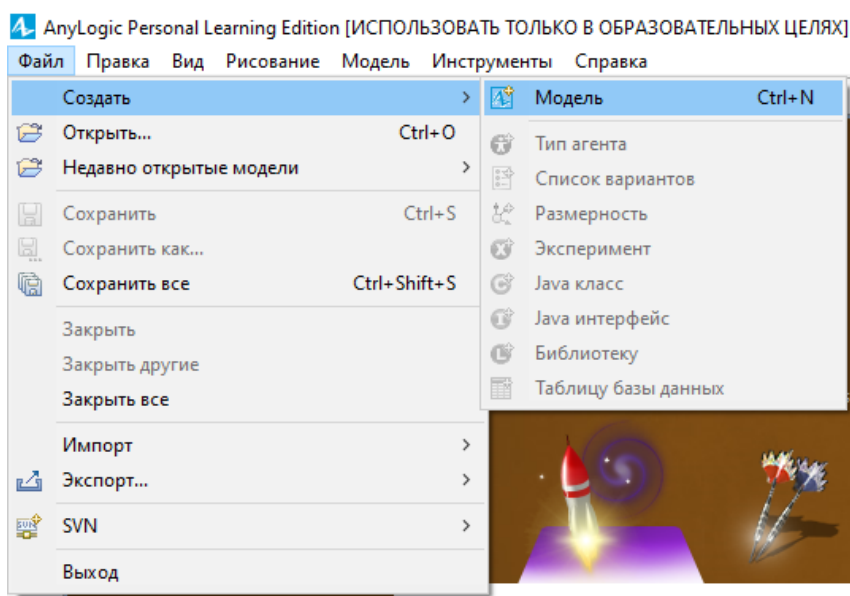 AnyLogic Personal Learning Edition [ИСПОЛЬЗОВАТЬ ТОЛЬКО В ОБРАЗОВАТЕЛЬНЫХ ЦЕЛЯХ]
Файл Правка Вид Рисование Модель Инструменты Справка
Создать
Открыть... Ctrl+O
Недавно открытые модели
Сохранить Ctrl+S
Сохранить как...
Сохранить все Ctrl+Shift+S
Закрыть
Закрыть другие
Закрыть все
Импорт
Экспорт...
SVN
Выход
Модель Ctrl+N
Тип агента
Список вариантов
Размерность
Эксперимент
Java класс
Java интерфейс
Библиотеку
Таблицу базы данных